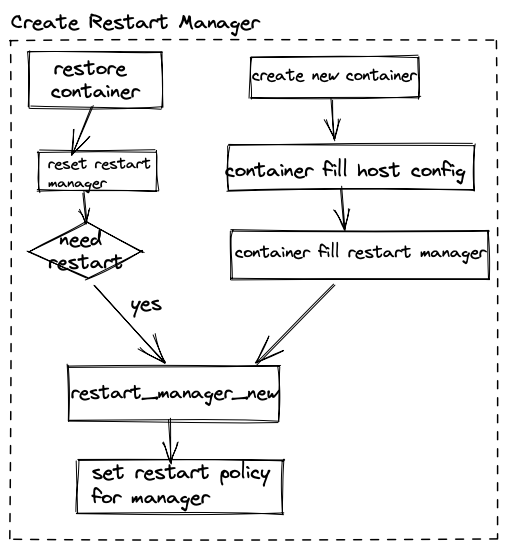 Create Restart Manager
restore
container
reset restart
manager
need
restart
yes
create new container
container fill host config
container fill restart manager
restart_manager_new
set restart policy
for manager